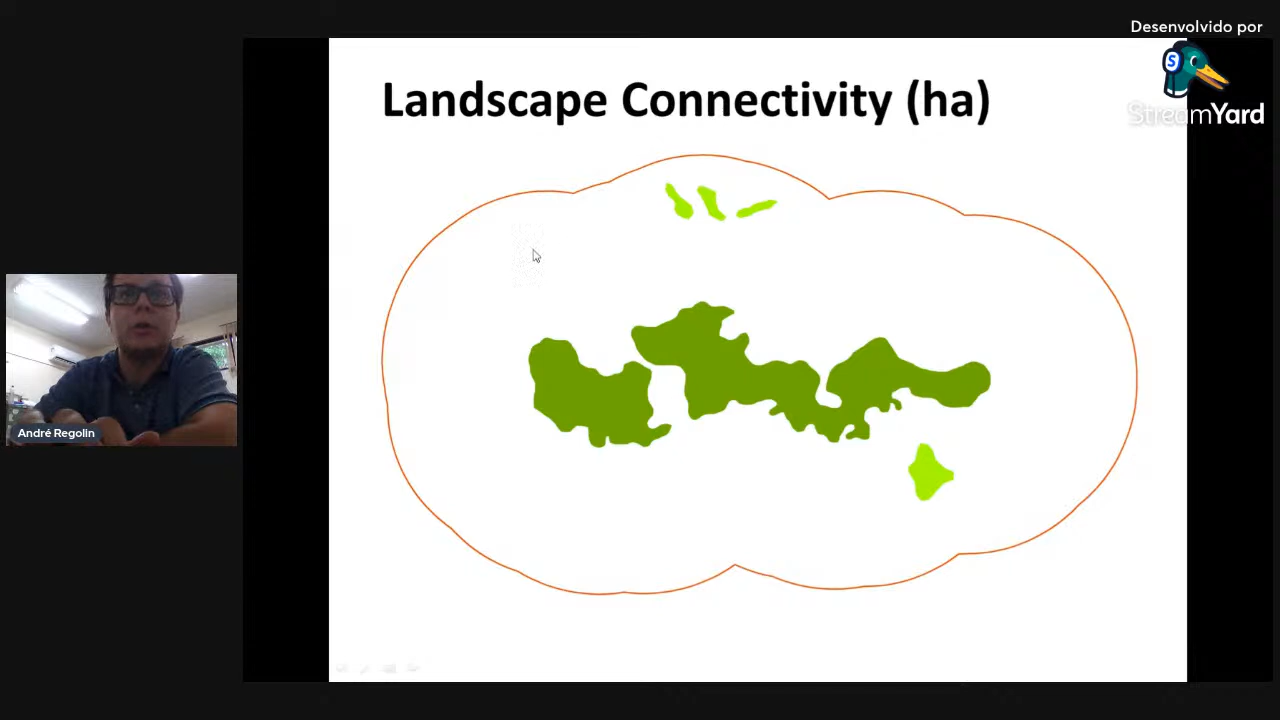 Desenvolvido por
StreamYard
Landscape Connectivity (ha)
André Regolin